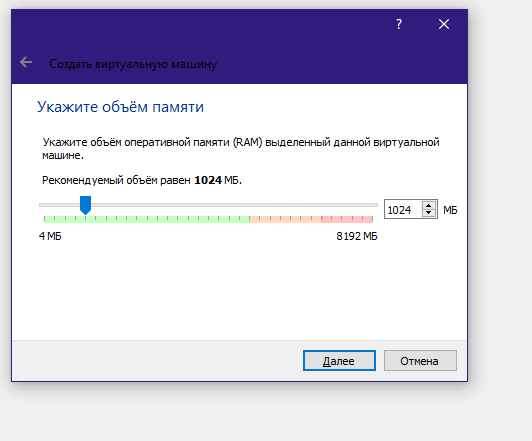 ?
Создать виртуальную машину
Укажите объём памяти
Укажите объём оперативной памяти (RAM) выделенный данной виртуальной
машине.
Рекомендуемый объём равен 1024 МБ.
1024 МБ
4 МБ 8192 МБ
Далее Отмена